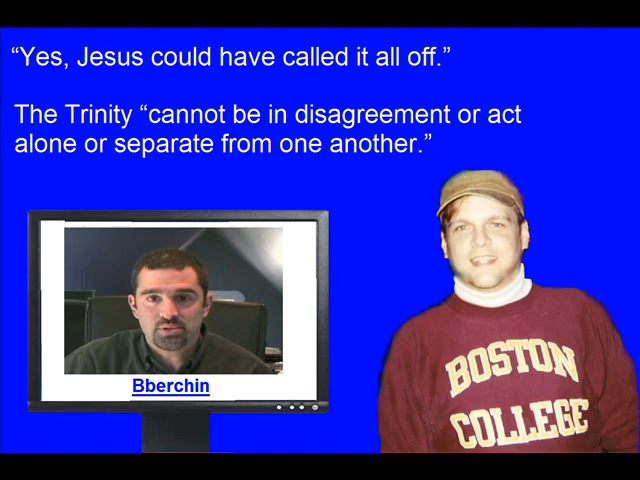 “Yes, Jesus could have called it all off.”
The Trinity “cannot be in disagreement or act
alone or separate from one another.”
Bberchin
BOSTON
COLLEGE